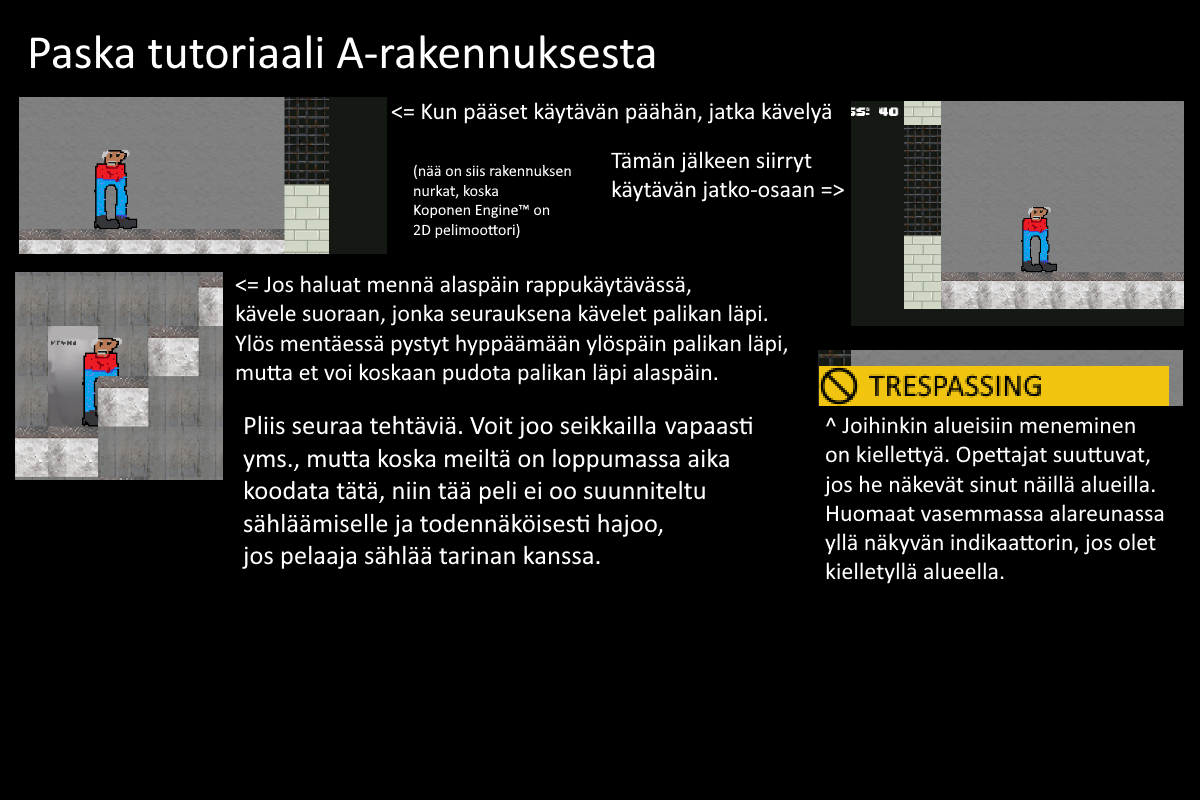 Paska tutoriaali A-rakennuksesta
<= Kun pääset käytävän päähän, jatka kävelyä
SS: 40
(nää on siis rakennuksen
nurkat, koska
Koponen Engine™ on
2D pelimoottori)
Tämän jälkeen siirryt
käytävän jatko-osaan =>
<= Jos haluat mennä alaspäin rappukäytävässä,
kävele suoraan, jonka seurauksena kävelet palikan läpi.
Ylös mentäessä pystyt hyppäämään ylöspäin palikan läpi,
mutta et voi koskaan pudota palikan läpi alaspäin.
Pliis seuraa tehtäviä. Voit joo seikkailla vapaasti
yms., mutta koska meiltä on loppumassa aika
koodata tätä, niin tää peli ei oo suunniteltu
sähläämiselle ja todennäköisesti hajoo,
jos pelaaja sählää tarinan kanssa.
TRESPASSING
^ Joihinkin alueisiin meneminen
on kiellettyä. Opettajat suuttuvat,
jos he näkevät sinut näillä alueilla.
Huomaat vasemmassa alareunassa
yllä näkyvän indikaattorin, jos olet
kielletyllä alueella.